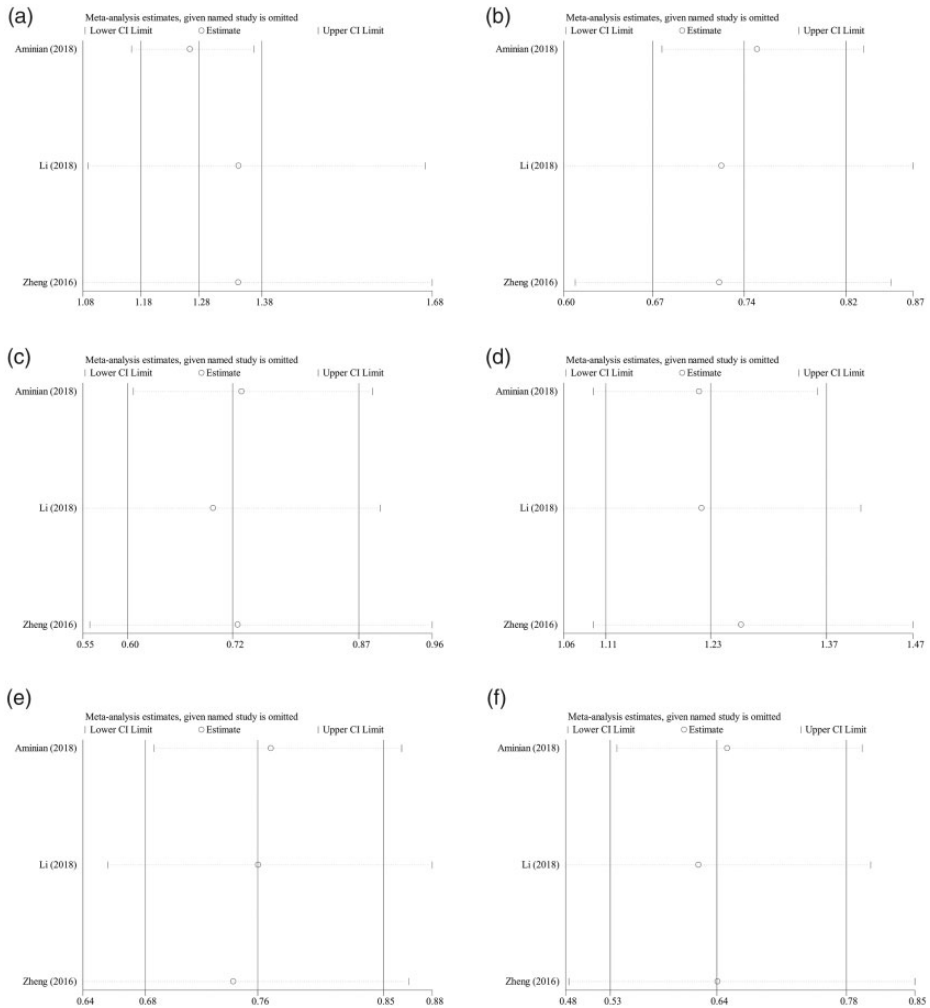 (a)
Meta-analysis estimates, given named study is omitted
Lower CI Limit Estimate Upper CI Limit
Aminian (2018)
Li (2018)
Zheng (2016)
1.08 1.18 1.28 1.38 1.68
(b)
Meta-analysis estimates, given named study is omitted
Lower CI Limit Estimate Upper CI Limit
Aminian (2018)
Li (2018)
Zheng (2016)
0.60 0.67 0.74 0.82 0.87
(c)
Meta-analysis estimates, given named study is omitted
Lower CI Limit Estimate Upper CI Limit
Aminian (2018)
Li (2018)
Zheng (2016)
0.55 0.60 0.72 0.87 0.96
(d)
Meta-analysis estimates, given named study is omitted
Lower CI Limit Estimate Upper CI Limit
Aminian (2018)
Li (2018)
Zheng (2016)
1.06 1.11 1.23 1.37 1.47
(e)
Meta-analysis estimates, given named study is omitted
Lower CI Limit Estimate Upper CI Limit
Aminian (2018)
Li (2018)
Zheng (2016)
0.64 0.68 0.76 0.85 0.88
(f)
Meta-analysis estimates, given named study is omitted
Lower CI Limit Estimate Upper CI Limit
Aminian (2018)
Li (2018)
Zheng (2016)
0.48 0.53 0.64 0.78 0.85